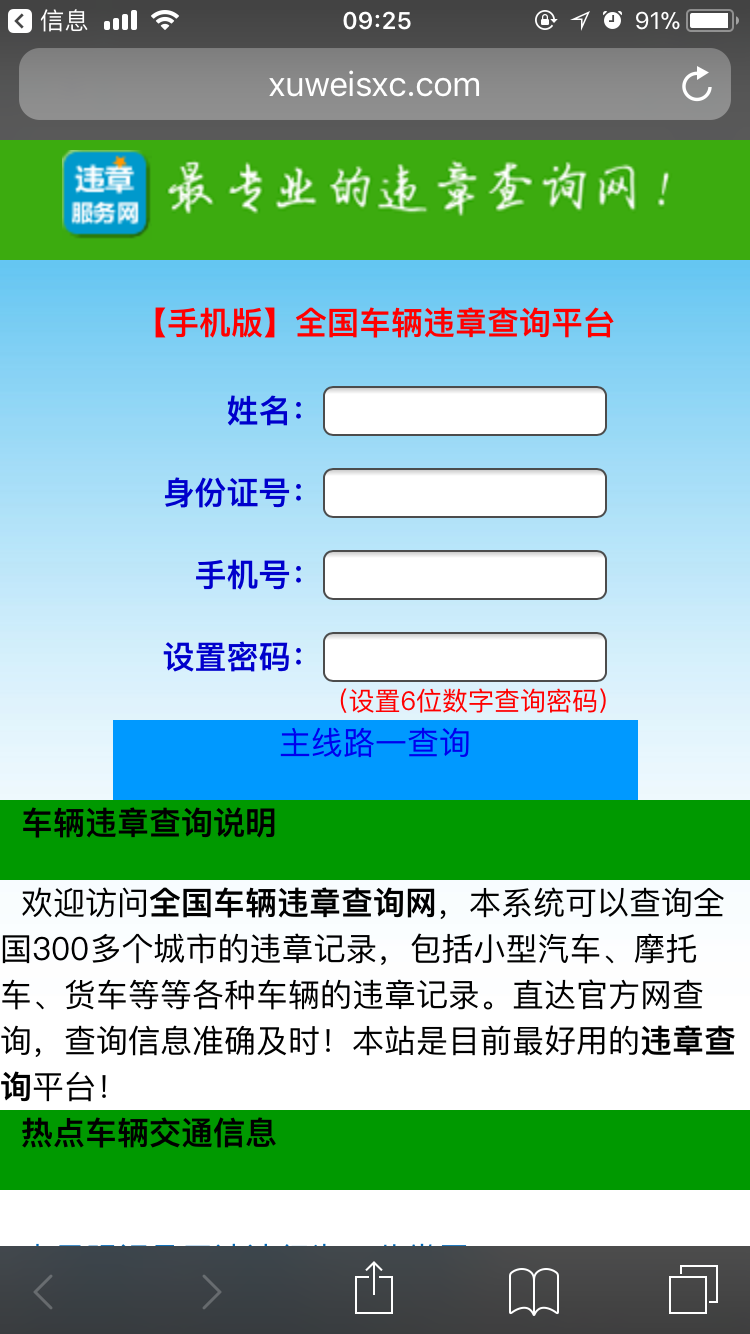 信息
09:25
91%
xuweisxc.com
违章
服务网
最专业的违章查询网！
【手机版】全国车辆违章查询平台
姓名：
身份证号：
手机号：
设置密码：
（设置6位数字查询密码）
主线路一查询
车辆违章查询说明
欢迎访问全国车辆违章查询网，本系统可以查询全
国300多个城市的违章记录，包括小型汽车、摩托
车、货车等等各种车辆的违章记录。直达官方网查
询，查询信息准确及时！本站是目前最好用的违章查
询平台！
热点车辆交通信息